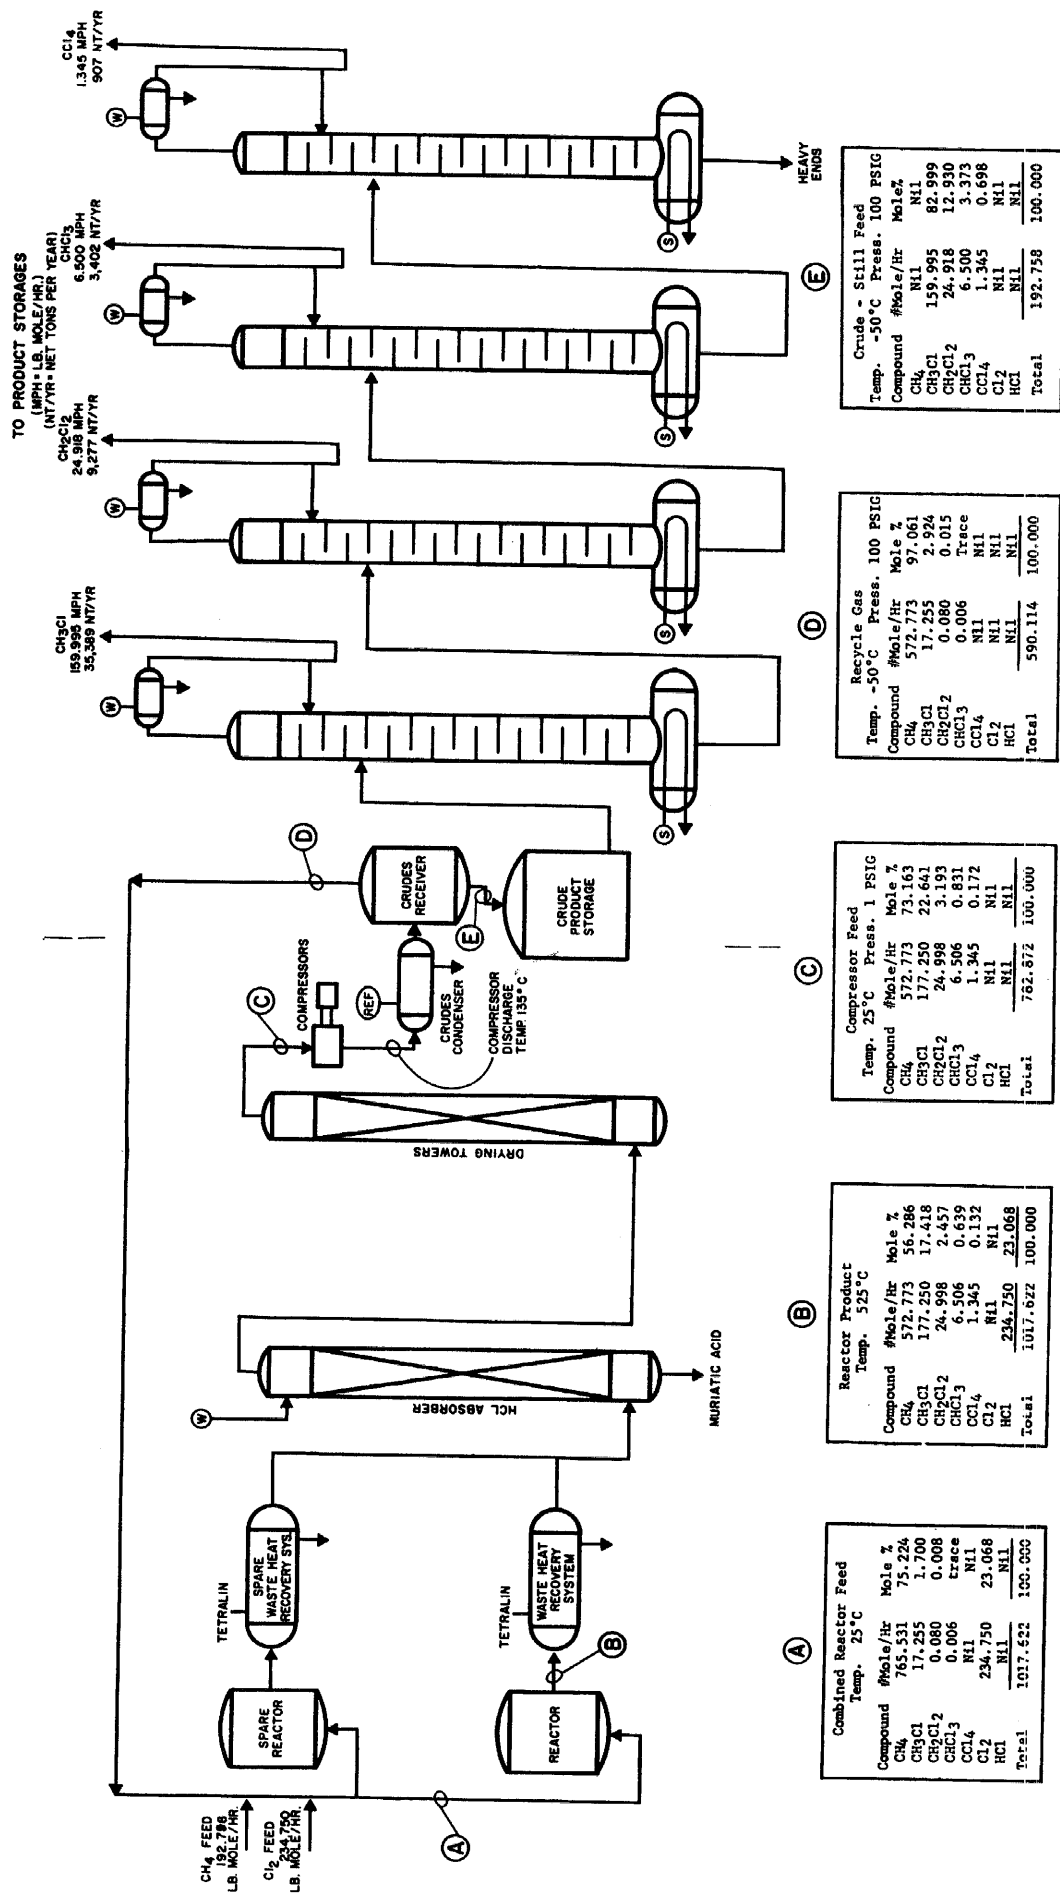 TO PRODUCT STORAGES
(MPH = LB. MOLE/HR.)
(NT/YR = NET TONS PER YEAR)
CH3Cl
159.995 MPH
35,389 NT/YR
CH2Cl2
24.918 MPH
9,277 NT/YR
CHCl3
6.500 MPH
3,402 NT/YR
CCl4
1.345 MPH
907 NT/YR
W
W
W
W
S
S
S
S
HEAVY
ENDS
CH4 FEED
192.798
LB. MOLE/HR.
Cl2 FEED
234.750
LB. MOLE/HR.
A
SPARE
REACTOR
REACTOR
TETRALIN
SPARE
WASTE HEAT
RECOVERY SYS.
TETRALIN
WASTE HEAT
RECOVERY
SYSTEM
B
W
HCL ABSORBER
MURIATIC ACID
DRYING TOWERS
C
COMPRESSORS
REF
CRUDES
CONDENSER
COMPRESSOR
DISCHARGE
TEMP. 135°C
D
CRUDES
RECEIVER
E
CRUDE
PRODUCT
STORAGE
A
Combined Reactor Feed
Temp. 25°C
Compound #Mole/Hr Mole %
CH4 765.531 75.224
CH3Cl 17.255 1.700
CH2Cl2 0.080 0.008
CHCl3 0.006 trace
CCl4 Nil Nil
Cl2 234.750 23.068
HCl Nil Nil
Total 1017.622 100.000
B
Reactor Product
Temp. 525°C
Compound #Mole/Hr Mole %
CH4 572.773 56.286
CH3Cl 177.250 17.418
CH2Cl2 24.998 2.457
CHCl3 6.506 0.639
CCl4 1.345 0.132
Cl2 Nil Nil
HCl 234.750 23.068
Total 1017.622 100.000
C
Compressor Feed
Temp. 25°C Press. 1 PSIG
Compound #Mole/Hr Mole %
CH4 572.773 73.163
CH3Cl 177.250 22.641
CH2Cl2 24.998 3.193
CHCl3 6.506 0.831
CCl4 1.345 0.172
Cl2 Nil Nil
HCl Nil Nil
Total 782.872 100.000
D
Recycle Gas
Temp. -50°C Press. 100 PSIG
Compound #Mole/Hr Mole %
CH4 572.773 97.061
CH3Cl 17.255 2.924
CH2Cl2 0.080 0.015
CHCl3 0.006 Trace
CCl4 Nil Nil
Cl2 Nil Nil
HCl Nil Nil
Total 590.114 100.000
E
Crude - Still Feed
Temp. -50°C Press. 100 PSIG
Compound #Mole/Hr Mole%
CH4 Nil Nil
CH3Cl 159.995 82.999
CH2Cl2 24.918 12.930
CHCl3 6.500 3.373
CCl4 1.345 0.698
Cl2 Nil Nil
HCl Nil Nil
Total 192.758 100.000